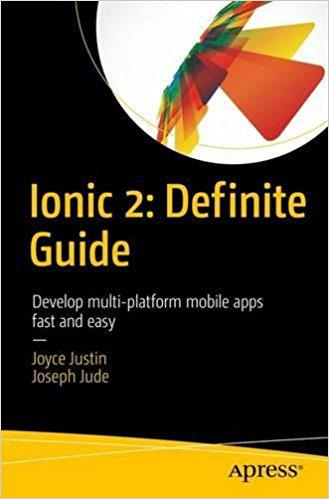 Ionic 2: Definite
Guide
Develop multi-platform mobile apps
fast and easy
—
Joyce Justin
Joseph Jude
Apress®